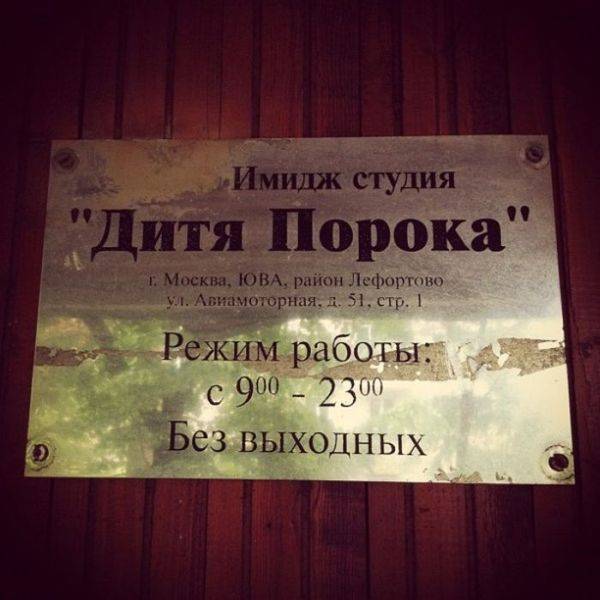 Имидж студия
"Дитя Порока"
г. Москва, ЮВА, район Лефортово
ул. Авиамоторная, д. 51, стр. 1
Режим работы:
с 9⁰⁰ - 23⁰⁰
Без выходных